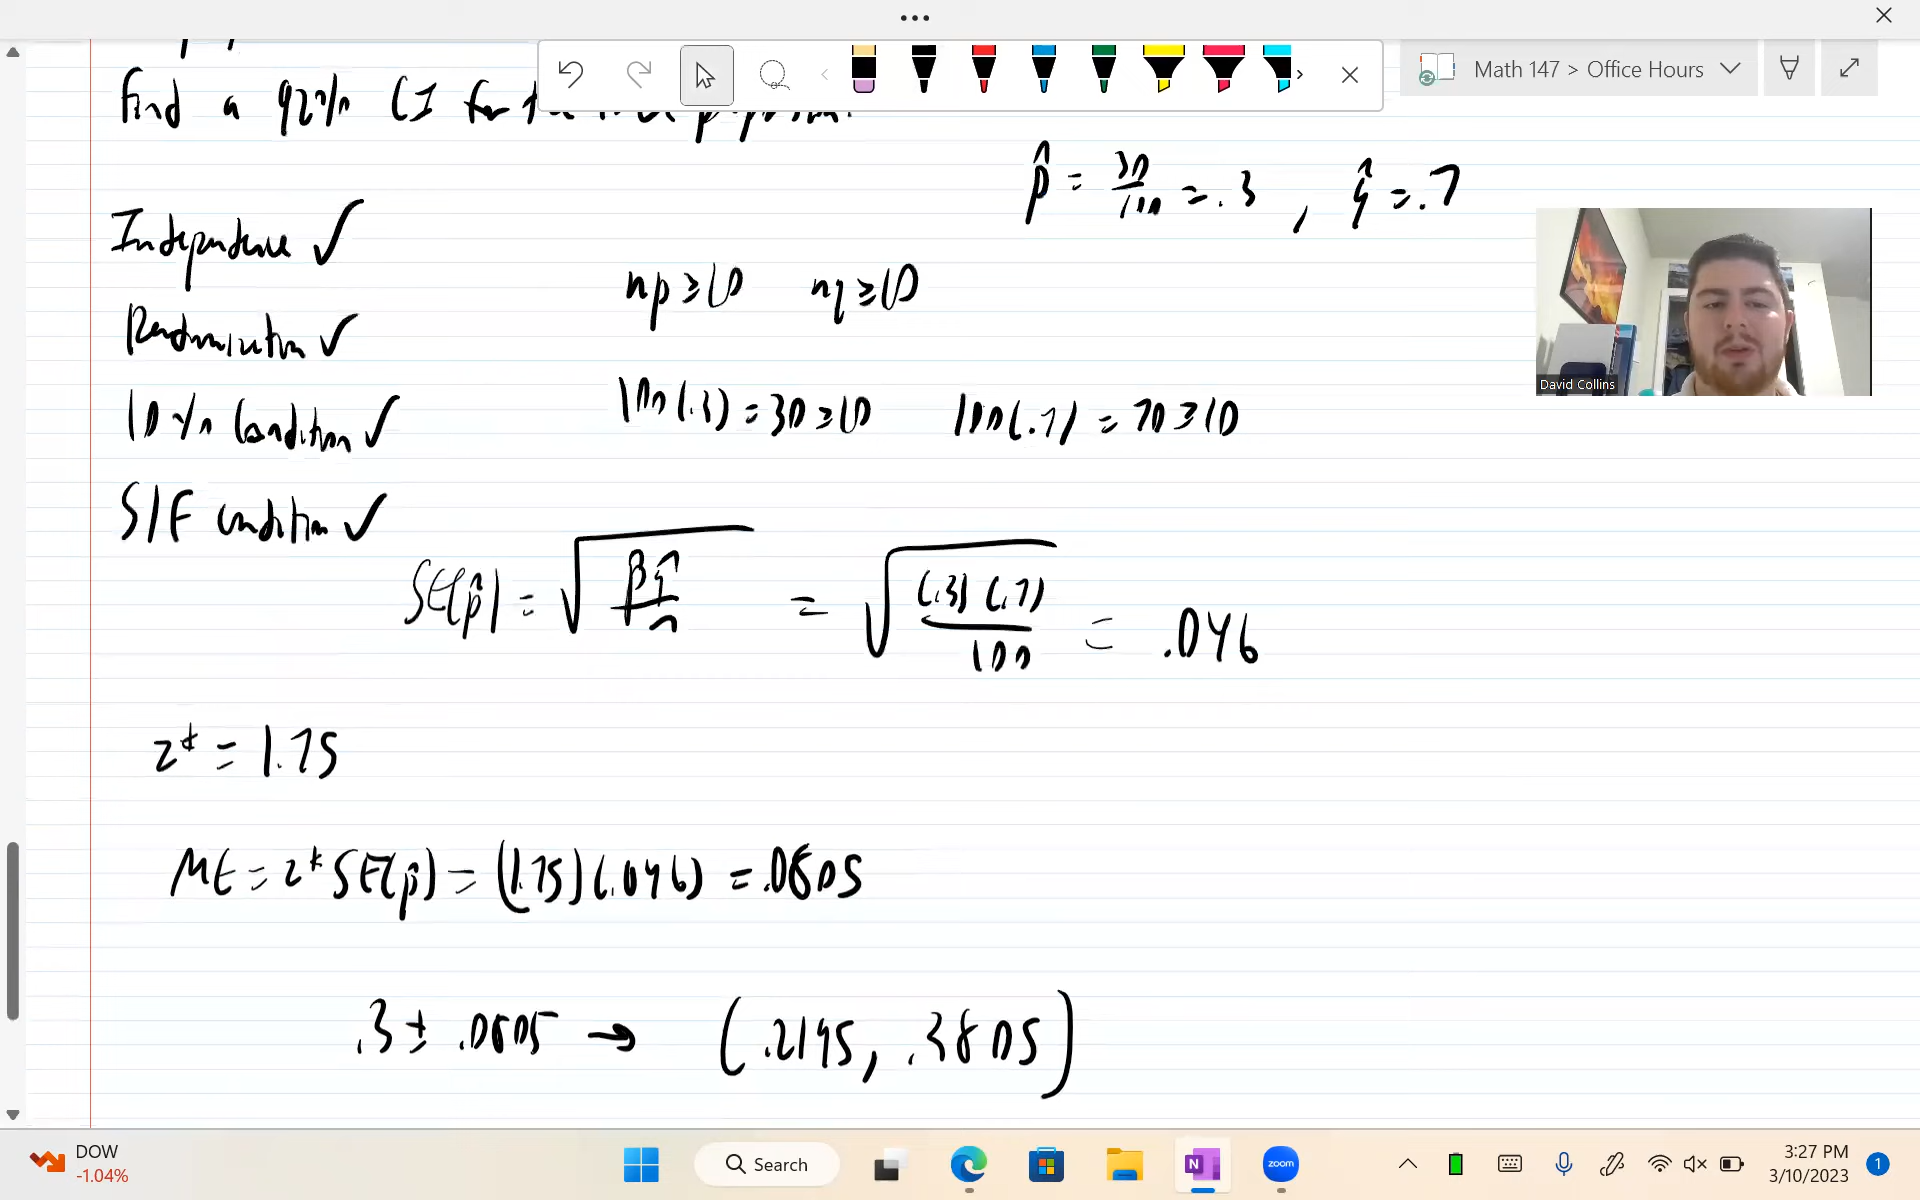 Find a 92% CI for
Math 147 > Office Hours
p̂ = 30/100 = .3 , q̂ = .7
Independence ✓
np ≥ 10 nq ≥ 10
Randomization ✓
10% Condition ✓
100(.3) = 30 ≥ 10 100(.7) = 70 ≥ 10
David Collins
S/F condition ✓
SE(p̂) = √(p̂q̂/n) = √((.3)(.7)/100) = .046
z* = 1.75
ME = z* SE(p̂) = (1.75)(.046) = .0805
.3 ± .0805 → (.2195, .3805)
DOW
-1.04%
Search
N
zoom
3:27 PM
3/10/2023
1